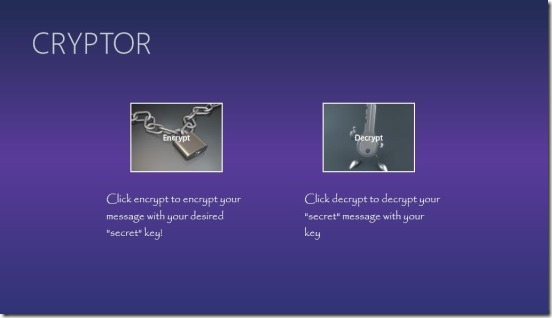 CRYPTOR
Encrypt
Decrypt
Click encrypt to encrypt your
message with your desired
"secret" key!
Click decrypt to decrypt your
"secret" message with your
key